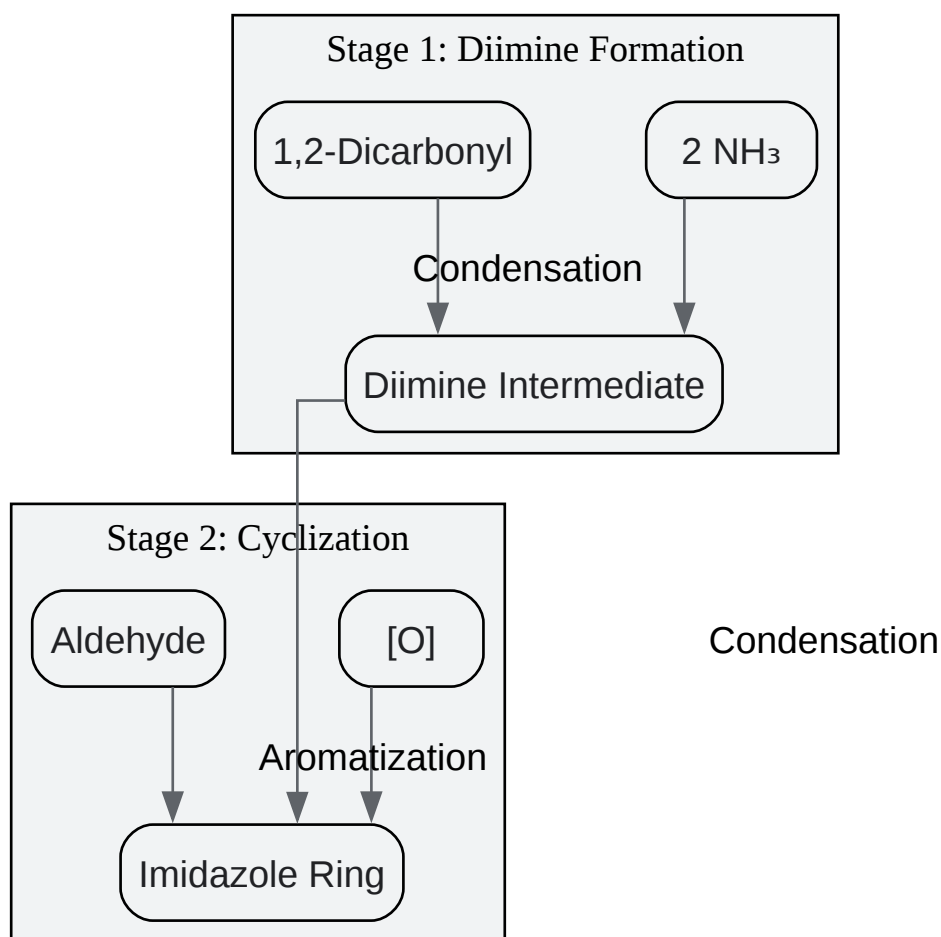 Stage 1: Diimine Formation
1,2-Dicarbonyl
2 NH₃
Condensation
Diimine Intermediate
Stage 2: Cyclization
Aldehyde
[O]
Condensation
Aromatization
Imidazole Ring